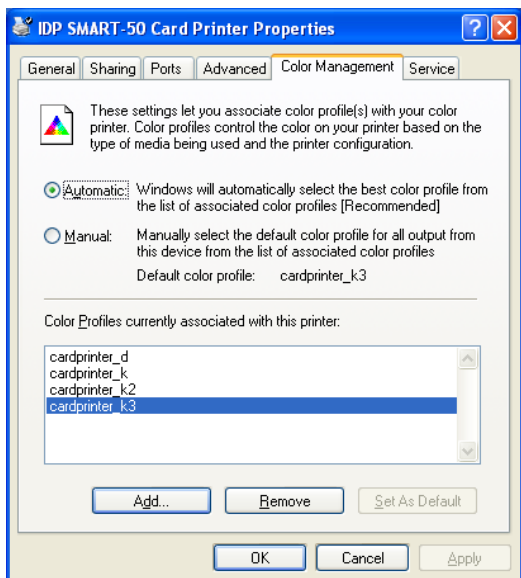 IDP SMART-50 Card Printer Properties
General Sharing Ports Advanced Color Management Service
These settings let you associate color profile(s) with your color
printer. Color profiles control the color on your printer based on the
type of media being used and the printer configuration.
Automatic: Windows will automatically select the best color profile from
the list of associated color profiles [Recommended]
Manual: Manually select the default color profile for all output from
this device from the list of associated color profiles
Default color profile: cardprinter_k3
Color Profiles currently associated with this printer:
cardprinter_d
cardprinter_k
cardprinter_k2
cardprinter_k3
Add... Remove Set As Default
OK Cancel Apply